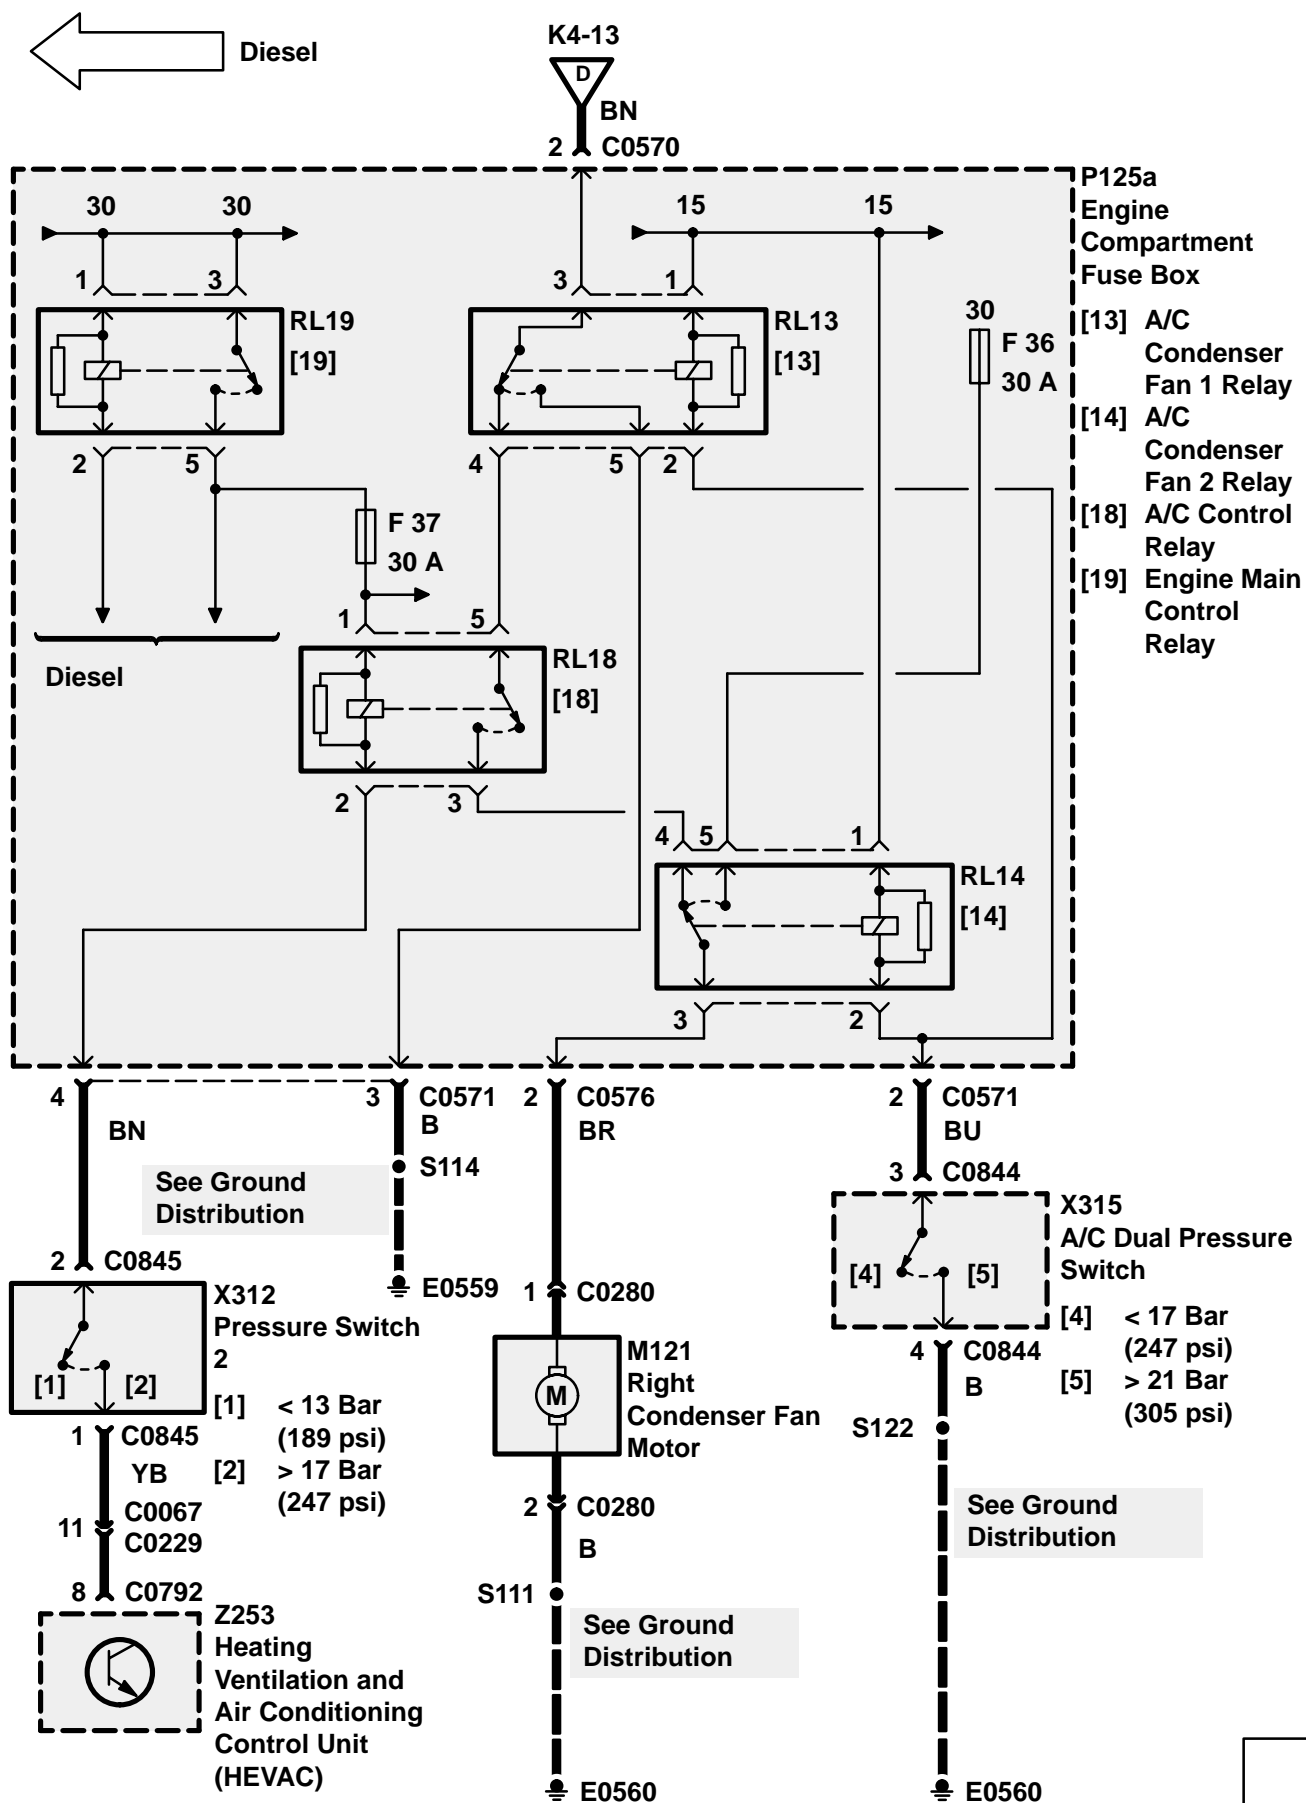 Diesel
K4-13
D
BN
2 C0570
P125a
Engine
Compartment
Fuse Box
30 30
15 15
1 3
3 1
RL19
[19]
RL13
[13]
30
F 36
30 A
[13] A/C
Condenser
Fan 1 Relay
[14] A/C
Condenser
Fan 2 Relay
[18] A/C Control
Relay
[19] Engine Main
Control
Relay
2 5
4 5 2
F 37
30 A
1 5
Diesel
RL18
[18]
2 3
4 5 1
RL14
[14]
3 2
4
3 C0571
B
2 C0576
BR
2 C0571
BU
BN
S114
See Ground
Distribution
3 C0844
X315
A/C Dual Pressure
Switch
[4] [5]
[4] < 17 Bar
(247 psi)
[5] > 21 Bar
(305 psi)
2 C0845
E0559
1 C0280
X312
Pressure Switch
2
[1] [2]
[1] < 13 Bar
(189 psi)
[2] > 17 Bar
(247 psi)
M
M121
Right
Condenser Fan
Motor
4 C0844
B
S122
1 C0845
YB
11 C0067
C0229
2 C0280
B
See Ground
Distribution
8 C0792
S111
Z253
Heating
Ventilation and
Air Conditioning
Control Unit
(HEVAC)
See Ground
Distribution
E0560
E0560